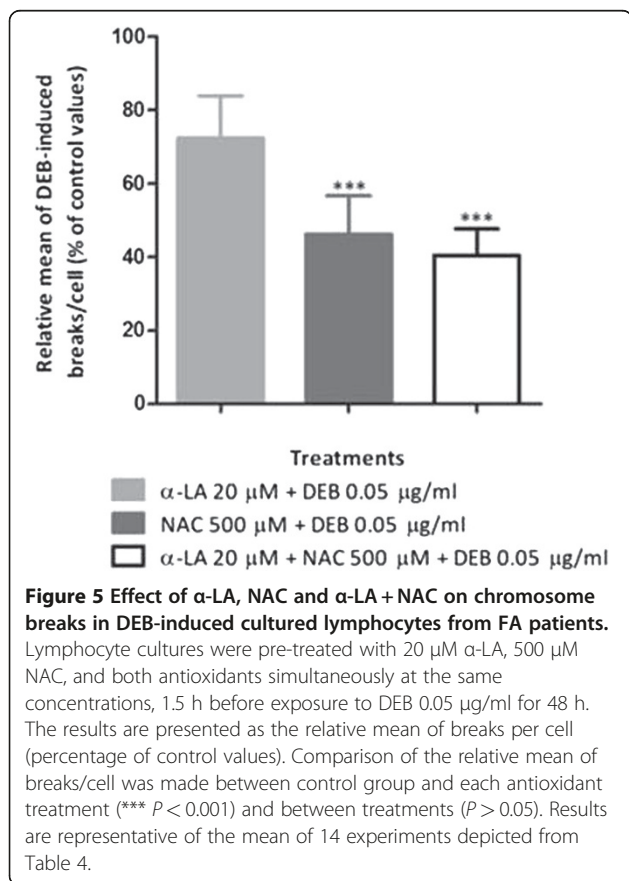 Relative mean of DEB-induced
breaks/cell (% of control values)
100
80
60
40
20
0
***
***
Treatments
α-LA 20 μM + DEB 0.05 μg/ml
NAC 500 μM + DEB 0.05 μg/ml
α-LA 20 μM + NAC 500 μM + DEB 0.05 μg/ml
Figure 5 Effect of α-LA, NAC and α-LA + NAC on chromosome
breaks in DEB-induced cultured lymphocytes from FA patients.
Lymphocyte cultures were pre-treated with 20 μM α-LA, 500 μM
NAC, and both antioxidants simultaneously at the same
concentrations, 1.5 h before exposure to DEB 0.05 μg/ml for 48 h.
The results are presented as the relative mean of breaks per cell
(percentage of control values). Comparison of the relative mean of
breaks/cell was made between control group and each antioxidant
treatment (*** P < 0.001) and between treatments (P > 0.05). Results
are representative of the mean of 14 experiments depicted from
Table 4.